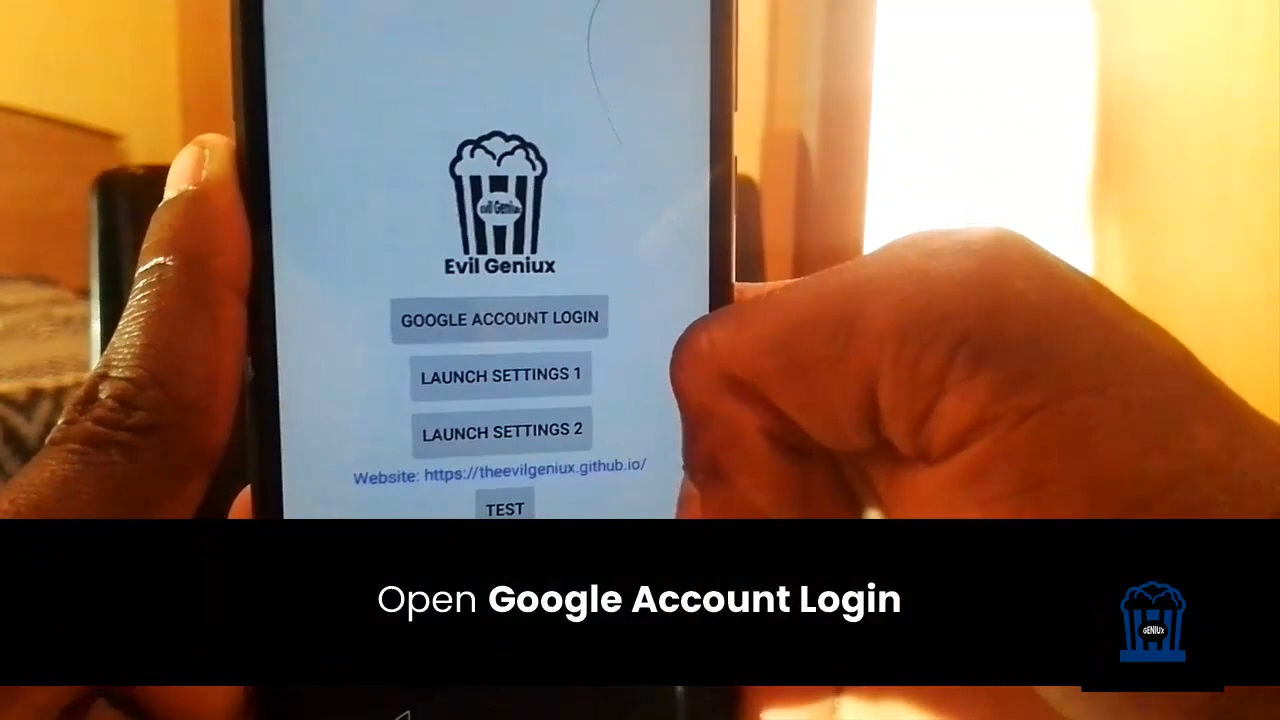 Evil Geniux
Evil Geniux
GOOGLE ACCOUNT LOGIN
LAUNCH SETTINGS 1
LAUNCH SETTINGS 2
Website: https://theevilgeniux.github.io/
TEST
Open Google Account Login
GENIUX